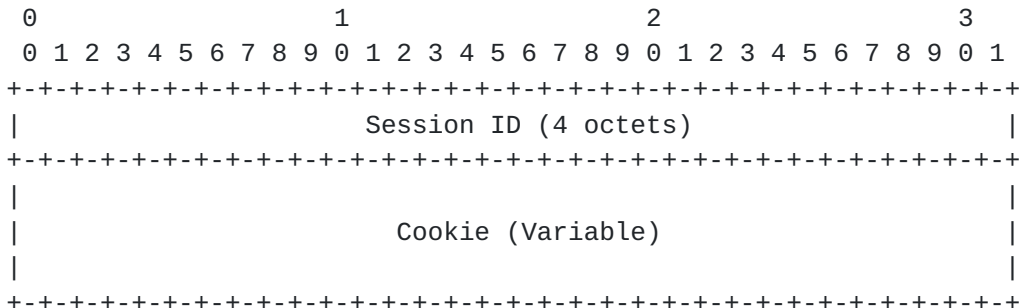 0                   1                   2                   3
 0 1 2 3 4 5 6 7 8 9 0 1 2 3 4 5 6 7 8 9 0 1 2 3 4 5 6 7 8 9 0 1
+-+-+-+-+-+-+-+-+-+-+-+-+-+-+-+-+-+-+-+-+-+-+-+-+-+-+-+-+-+-+-+-+
|                      Session ID (4 octets)                    |
+-+-+-+-+-+-+-+-+-+-+-+-+-+-+-+-+-+-+-+-+-+-+-+-+-+-+-+-+-+-+-+-+
|                                                               |
|                        Cookie (Variable)                      |
|                                                               |
+-+-+-+-+-+-+-+-+-+-+-+-+-+-+-+-+-+-+-+-+-+-+-+-+-+-+-+-+-+-+-+-+